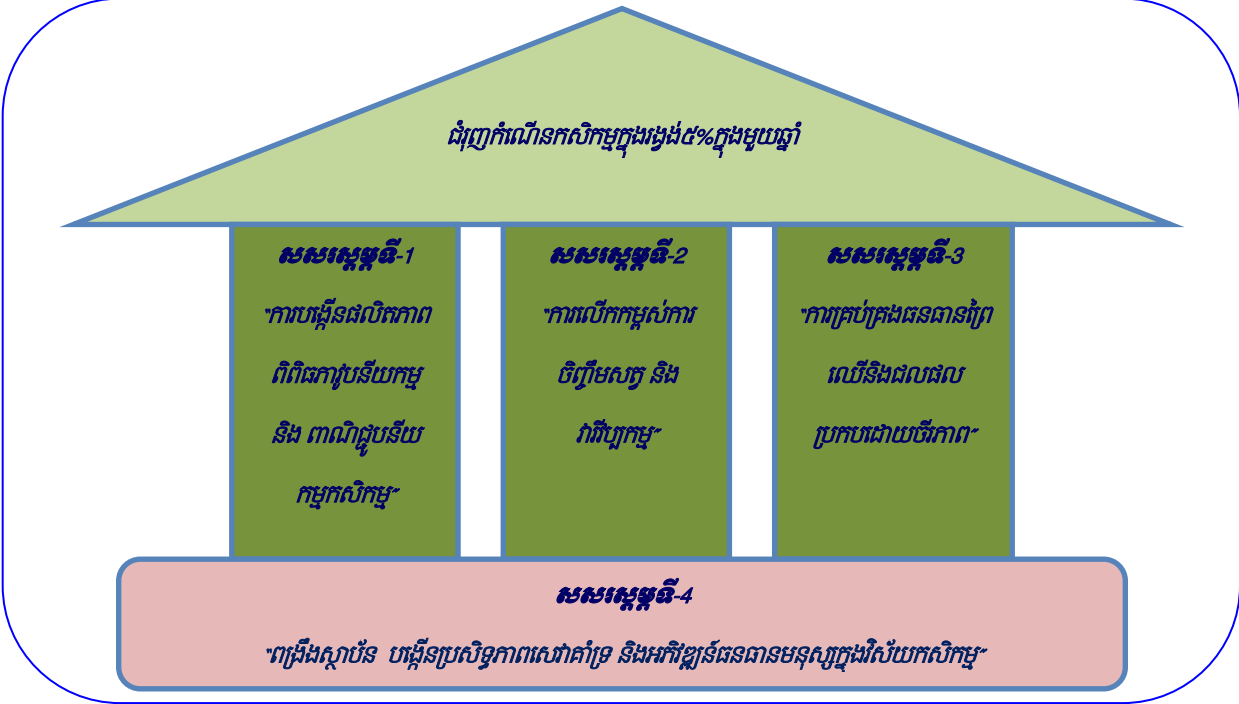 ជំរុញកំណើនកសិកម្មក្នុងរង្វង់៥%ក្នុងមួយឆ្នាំ
សសរស្តម្ភទី-1
"ការបង្កើនផលិតភាព
ពិពិធភាវូបនីយកម្ម
និង ពាណិជ្ជូបនីយ
កម្មកសិកម្ម"
សសរស្តម្ភទី-2
"ការលើកកម្ពស់ការ
ចិញ្ចឹមសត្វ និង
វារីវប្បកម្ម"
សសរស្តម្ភទី-3
"ការគ្រប់គ្រងធនធានព្រៃ
ឈើនិងជលផល
ប្រកបដោយចីរភាព"
សសរស្តម្ភទី-4
"ពង្រឹងស្ថាប័ន បង្កើនប្រសិទ្ធភាពសេវាគាំទ្រ និងអភិវឌ្ឍន៍ធនធានមនុស្សក្នុងវិស័យកសិកម្ម"